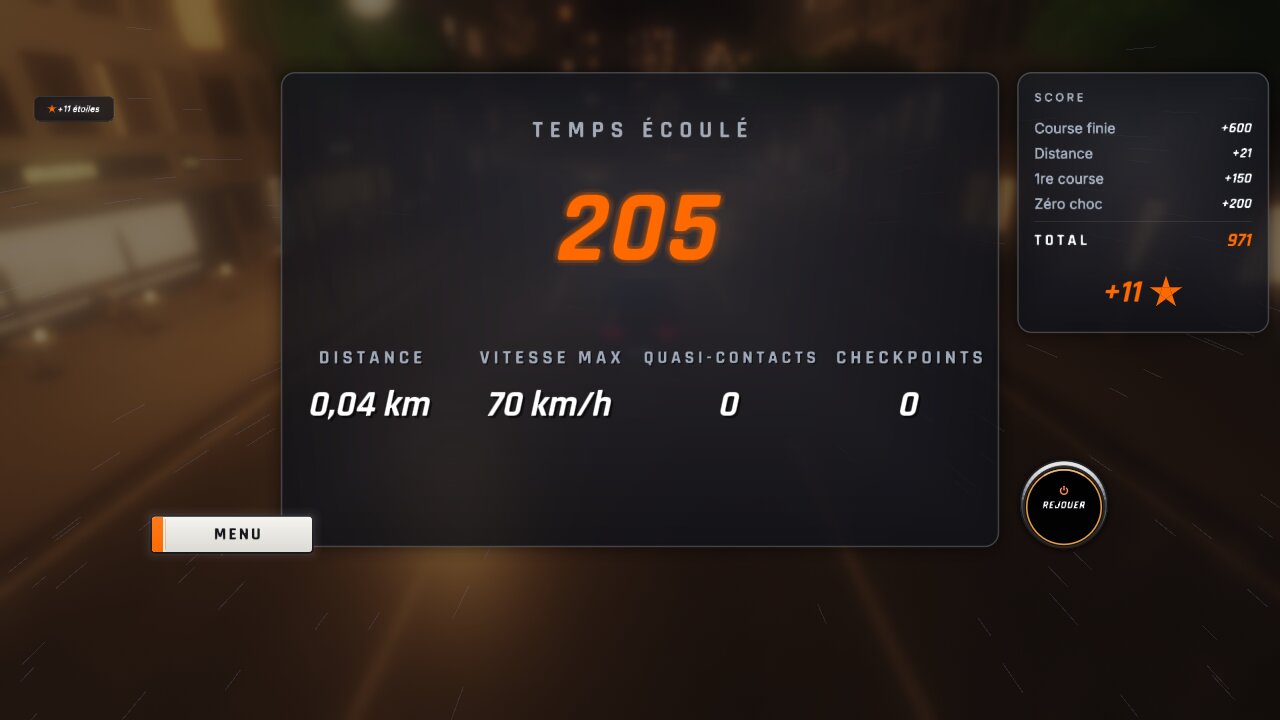 ★+11 étoiles
TEMPS ÉCOULÉ
205
DISTANCE VITESSE MAX QUASI-CONTACTS CHECKPOINTS
0,04 km 70 km/h 0 0
MENU
SCORE
Course finie +600
Distance +21
1re course +150
Zéro choc +200
TOTAL 971
+11 ★
REJOUER